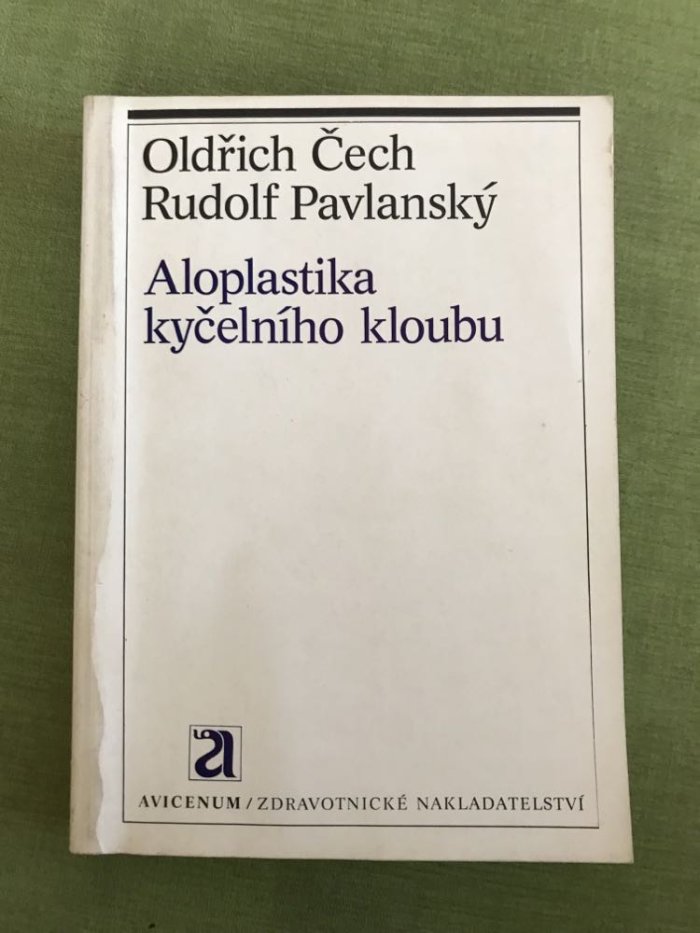 Oldřich Čech
Rudolf Pavlanský
Aloplastika
kyčelního kloubu
AVICENUM / ZDRAVOTNICKÉ NAKLADATELSTVÍ